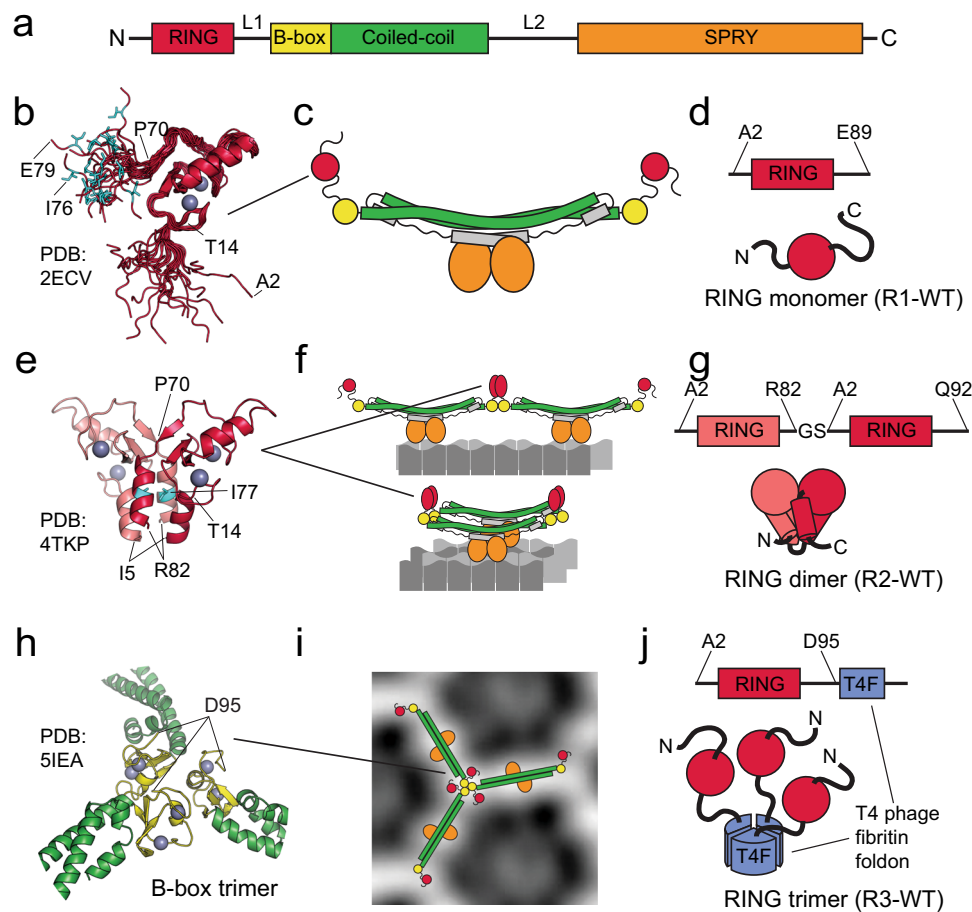 a
N
RING
L1
B-box
Coiled-coil
L2
SPRY
C
b
P70
E79
I76
T14
PDB:
2ECV
A2
c
d
A2
E89
RING
N
C
RING monomer (R1-WT)
e
P70
I77
T14
PDB:
4TKP
I5
R82
f
g
A2
R82
A2
Q92
RING
GS
RING
N
C
RING dimer (R2-WT)
h
PDB:
5IEA
D95
B-box trimer
i
j
A2
D95
RING
T4F
N
N
N
T4F
T4 phage
fibritin
foldon
RING trimer (R3-WT)